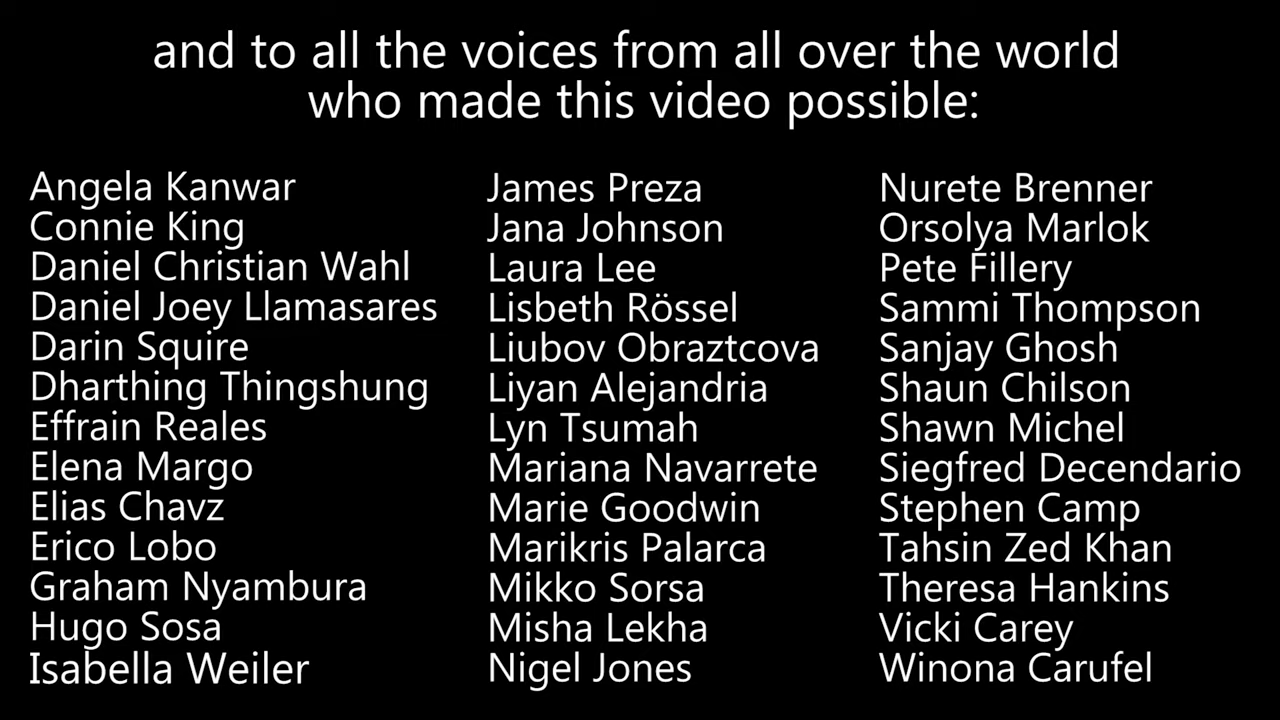 and to all the voices from all over the world
who made this video possible:
Angela Kanwar
Connie King
Daniel Christian Wahl
Daniel Joey Llamasares
Darin Squire
Dharthing Thingshung
Effrain Reales
Elena Margo
Elias Chavz
Erico Lobo
Graham Nyambura
Hugo Sosa
Isabella Weiler
James Preza
Jana Johnson
Laura Lee
Lisbeth Rössel
Liubov Obraztcova
Liyan Alejandria
Lyn Tsumah
Mariana Navarrete
Marie Goodwin
Marikris Palarca
Mikko Sorsa
Misha Lekha
Nigel Jones
Nurete Brenner
Orsolya Marlok
Pete Fillery
Sammi Thompson
Sanjay Ghosh
Shaun Chilson
Shawn Michel
Siegfred Decendario
Stephen Camp
Tahsin Zed Khan
Theresa Hankins
Vicki Carey
Winona Carufel